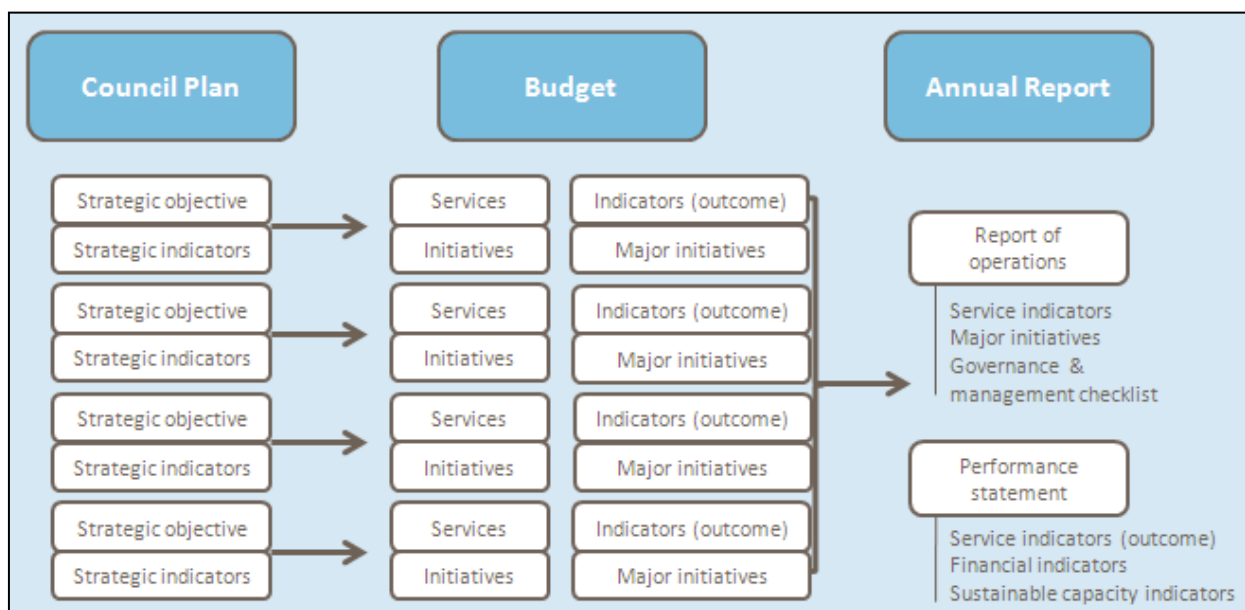 Council Plan
Budget
Annual Report
Strategic objective
Strategic indicators
Services
Initiatives
Indicators (outcome)
Major initiatives
Strategic objective
Strategic indicators
Services
Initiatives
Indicators (outcome)
Major initiatives
Strategic objective
Strategic indicators
Services
Initiatives
Indicators (outcome)
Major initiatives
Strategic objective
Strategic indicators
Services
Initiatives
Indicators (outcome)
Major initiatives
Report of
operations
Service indicators
Major initiatives
Governance &
management checklist
Performance
statement
Service indicators (outcome)
Financial indicators
Sustainable capacity indicators